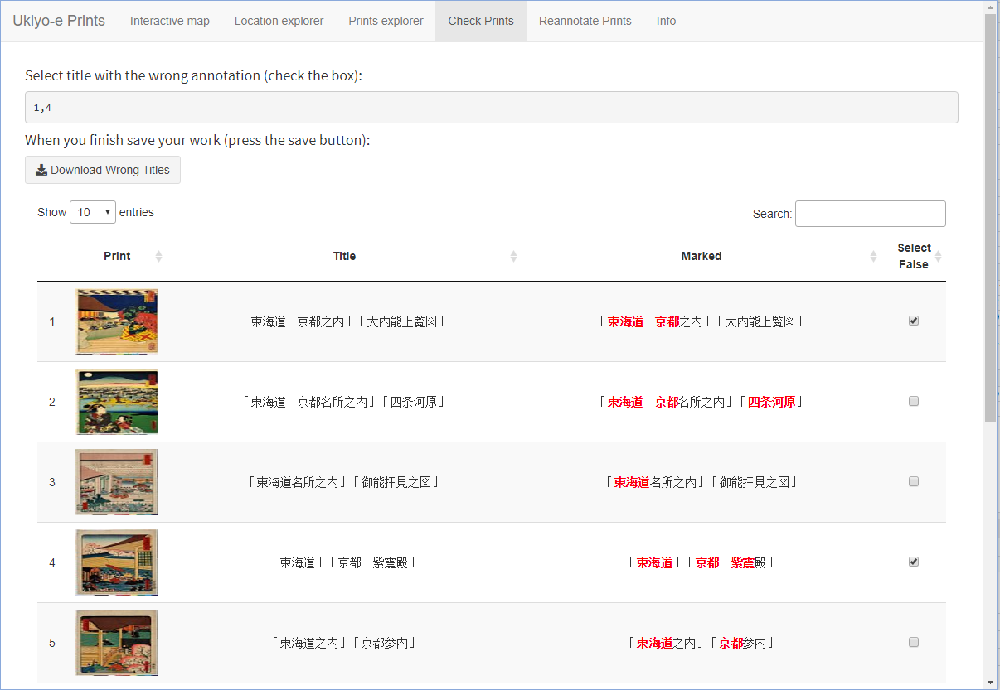 Ukiyo-e Prints Interactive map Location explorer Prints explorer Check Prints Reannotate Prints Info
Select title with the wrong annotation (check the box):
1,4
When you finish save your work (press the save button):
Download Wrong Titles
Show 10 entries Search:
Print Title Marked Select False
1 「東海道　京都之内」「大内能上覧図」 「東海道　京都之内」「大内能上覧図」
2 「東海道　京都名所之内」「四条河原」 「東海道　京都名所之内」「四条河原」
3 「東海道名所之内」「御能拝見之図」 「東海道名所之内」「御能拝見之図」
4 「東海道」「京都　紫震殿」 「東海道」「京都　紫震殿」
5 「東海道之内」「京都参内」 「東海道之内」「京都参内」